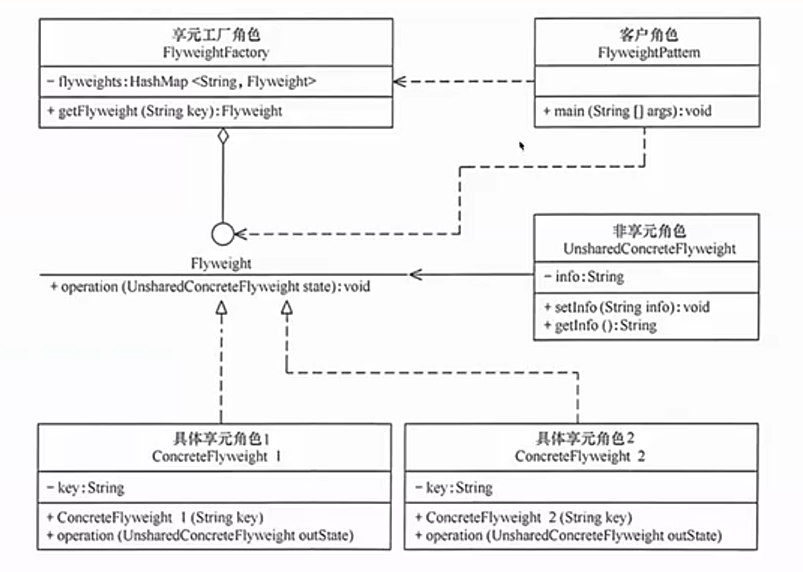 享元工厂角色
FlyweightFactory
- flyweights:HashMap <String, Flyweight>
+ getFlyweight (String key):Flyweight
客户角色
FlyweightPattem
+ main (String [] args):void
Flyweight
+ operation (UnsharedConcreteFlyweight state):void
非享元角色
UnsharedConcreteFlyweight
- info:String
+ setInfo (String info):void
+ getInfo ():String
具体享元角色1
ConcreteFlyweight 1
- key:String
+ ConcreteFlyweight 1 (String key)
+ operation (UnsharedConcreteFlyweight outState)
具体享元角色2
ConcreteFlyweight 2
- key:String
+ ConcreteFlyweight 2 (String key)
+ operation (UnsharedConcreteFlyweight outState)